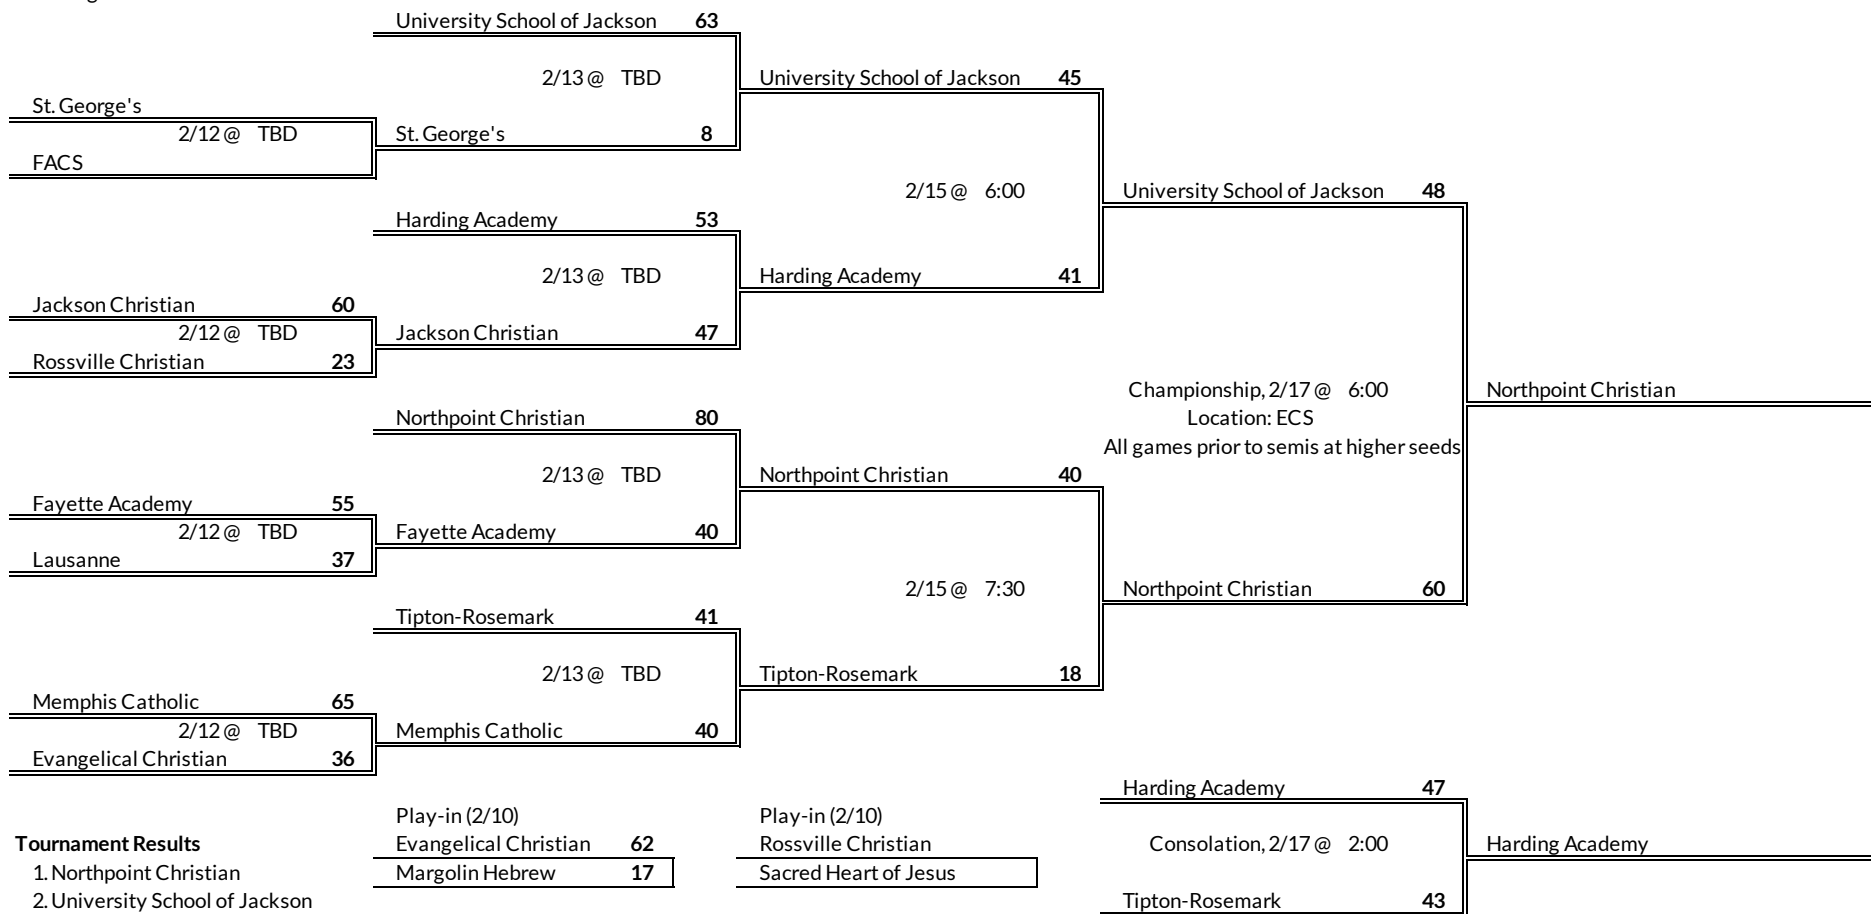 University School of Jackson 63
2/13 @ TBD
University School of Jackson 45
St. George's
2/12 @ TBD
St. George's 8
FACS
2/15 @ 6:00
University School of Jackson 48
Harding Academy 53
2/13 @ TBD
Harding Academy 41
Jackson Christian 60
2/12 @ TBD
Jackson Christian 47
Rossville Christian 23
Championship, 2/17 @ 6:00
Northpoint Christian
Location: ECS
All games prior to semis at higher seeds
Northpoint Christian 80
2/13 @ TBD
Northpoint Christian 40
Fayette Academy 55
2/12 @ TBD
Fayette Academy 40
Lausanne 37
2/15 @ 7:30
Northpoint Christian 60
Tipton-Rosemark 41
2/13 @ TBD
Tipton-Rosemark 18
Memphis Catholic 65
2/12 @ TBD
Memphis Catholic 40
Evangelical Christian 36
Harding Academy 47
Play-in (2/10)
Evangelical Christian 62
Margolin Hebrew 17
Play-in (2/10)
Rossville Christian
Sacred Heart of Jesus
Consolation, 2/17 @ 2:00
Harding Academy
Tipton-Rosemark 43
Tournament Results
1. Northpoint Christian
2. University School of Jackson